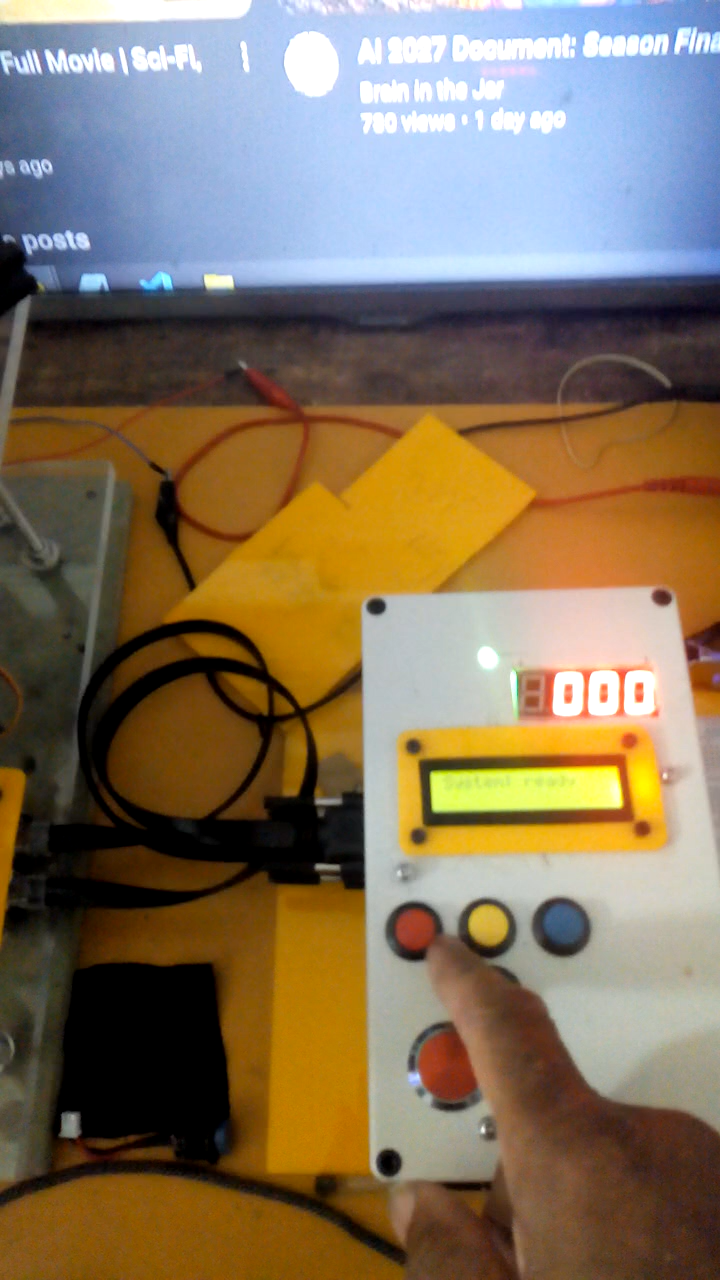 Full Movie | Sci-Fi,
AI 2027 Document: Season Fina
Brain in the Jar
790 views • 1 day ago
ys ago
posts
000
System ready